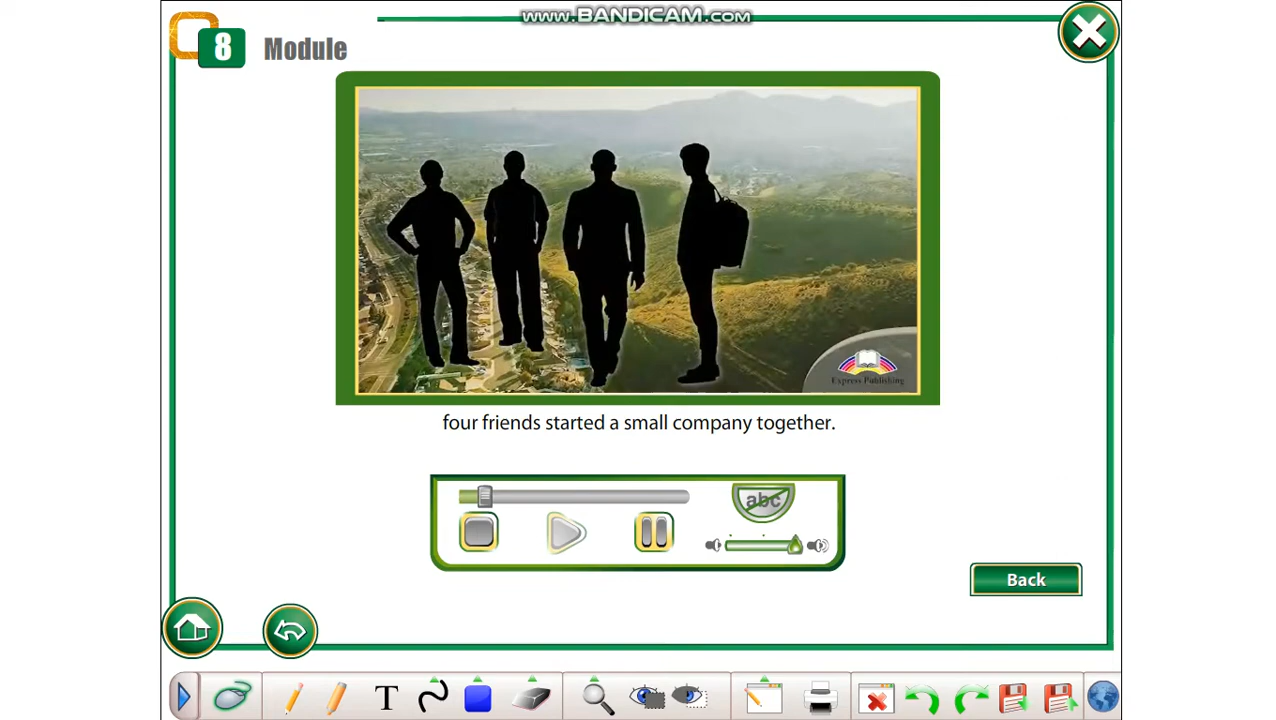 www.BANDICAM.com
8 Module
Express Publishing
four friends started a small company together.
abc
Back
T